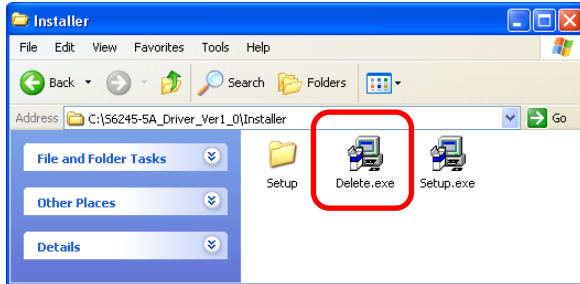 Installer
File Edit View Favorites Tools Help
Back Search Folders
Address C:\S6245-5A_Driver_Ver1_0\Installer Go
File and Folder Tasks
Other Places
Details
Setup Delete.exe Setup.exe